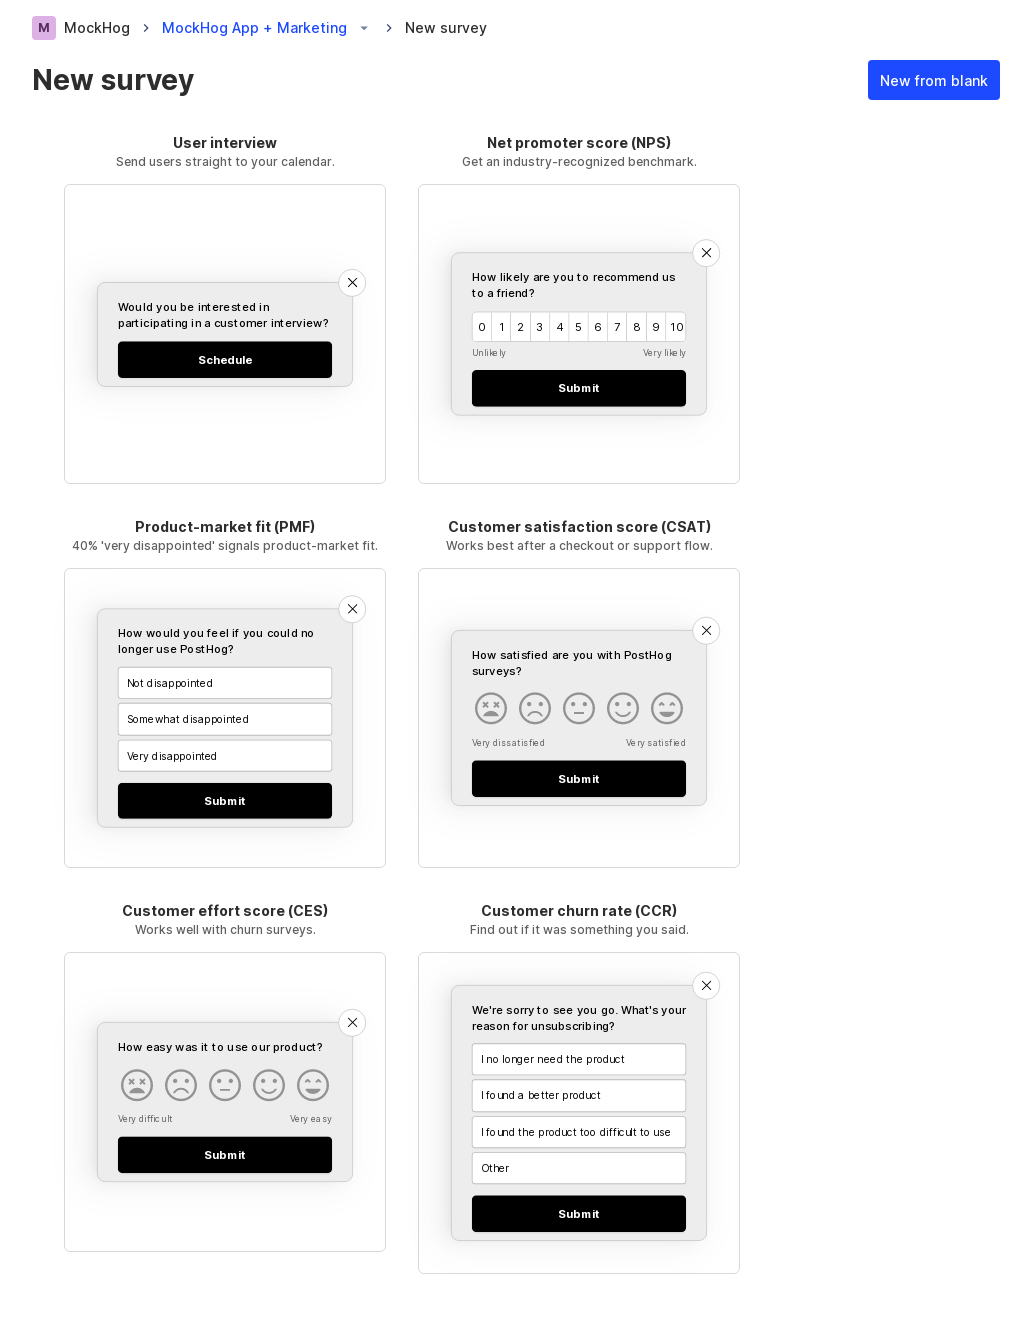 M MockHog MockHog App + Marketing New survey
New survey
New from blank
User interview
Send users straight to your calendar.
Would you be interested in
participating in a customer interview?
Schedule
Net promoter score (NPS)
Get an industry-recognized benchmark.
How likely are you to recommend us
to a friend?
0 1 2 3 4 5 6 7 8 9 10
Unlikely Very likely
Submit
Product-market fit (PMF)
40% 'very disappointed' signals product-market fit.
How would you feel if you could no
longer use PostHog?
Not disappointed
Somewhat disappointed
Very disappointed
Submit
Customer satisfaction score (CSAT)
Works best after a checkout or support flow.
How satisfied are you with PostHog
surveys?
Very dissatisfied Very satisfied
Submit
Customer effort score (CES)
Works well with churn surveys.
How easy was it to use our product?
Very difficult Very easy
Submit
Customer churn rate (CCR)
Find out if it was something you said.
We're sorry to see you go. What's your
reason for unsubscribing?
I no longer need the product
I found a better product
I found the product too difficult to use
Other
Submit